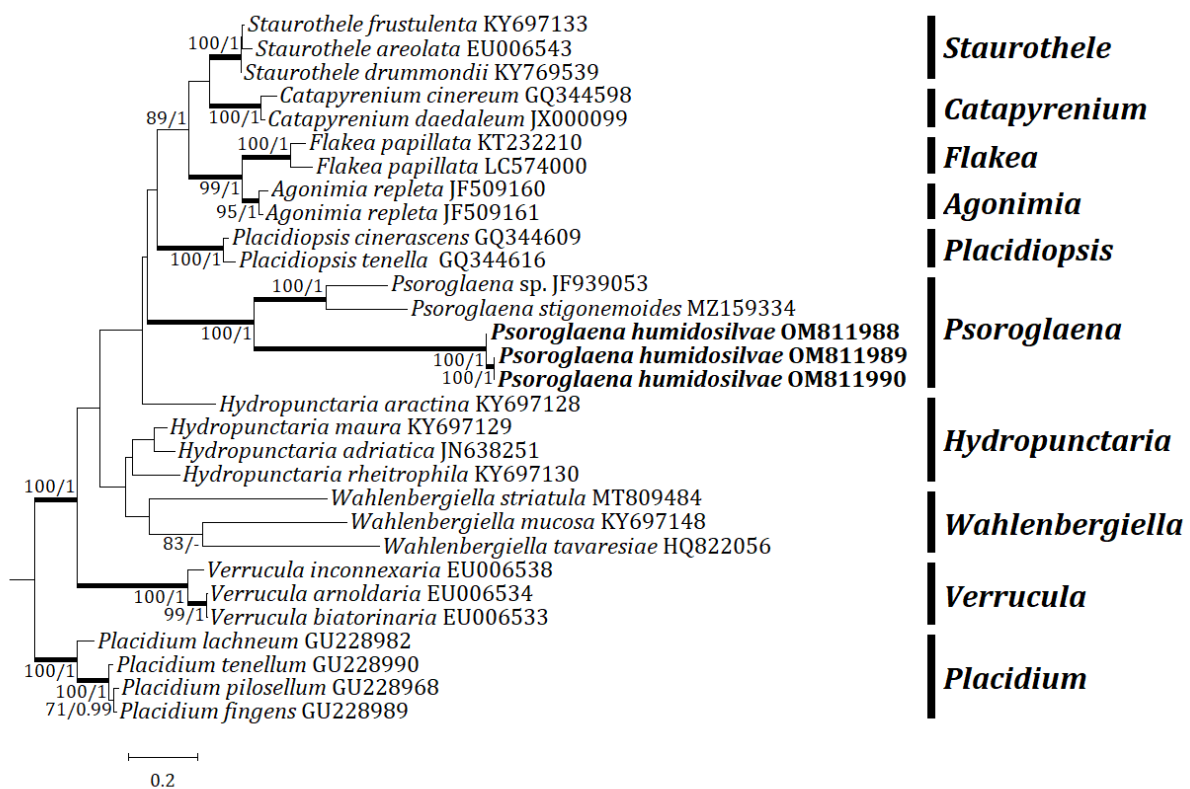 Staurothele frustulenta KY697133
100/1
Staurothele areolata EU006543
Staurothele drummondii KY769539
Staurothele
Catapyrenium cinereum GQ344598
100/1
Catapyrenium daedaleum JX000099
Catapyrenium
89/1
Flakea papillata KT232210
100/1
Flakea papillata LC574000
Flakea
99/1
Agonimia repleta JF509160
95/1
Agonimia repleta JF509161
Agonimia
Placidiopsis cinerascens GQ344609
100/1
Placidiopsis tenella GQ344616
Placidiopsis
Psoroglaena sp. JF939053
100/1
Psoroglaena stigonemoides MZ159334
100/1
Psoroglaena humidosilvae OM811988
100/1
Psoroglaena humidosilvae OM811989
100/1
Psoroglaena humidosilvae OM811990
Psoroglaena
Hydropunctaria aractina KY697128
Hydropunctaria maura KY697129
Hydropunctaria adriatica JN638251
Hydropunctaria rheitrophila KY697130
Hydropunctaria
100/1
Wahlenbergiella striatula MT809484
Wahlenbergiella mucosa KY697148
83/-
Wahlenbergiella tavaresiae HQ822056
Wahlenbergiella
Verrucula inconnexaria EU006538
100/1
Verrucula arnoldaria EU006534
99/1
Verrucula biatorinaria EU006533
Verrucula
Placidium lachneum GU228982
100/1
Placidium tenellum GU228990
100/1
Placidium pilosellum GU228968
71/0.99
Placidium fingens GU228989
Placidium
0.2